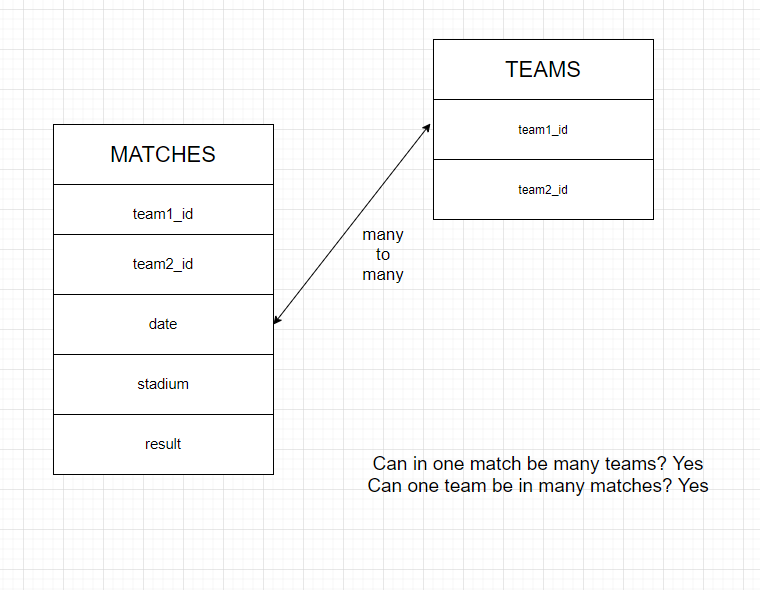 MATCHES
team1_id
team2_id
date
stadium
result
TEAMS
team1_id
team2_id
many
to
many
Can in one match be many teams? Yes
Can one team be in many matches? Yes